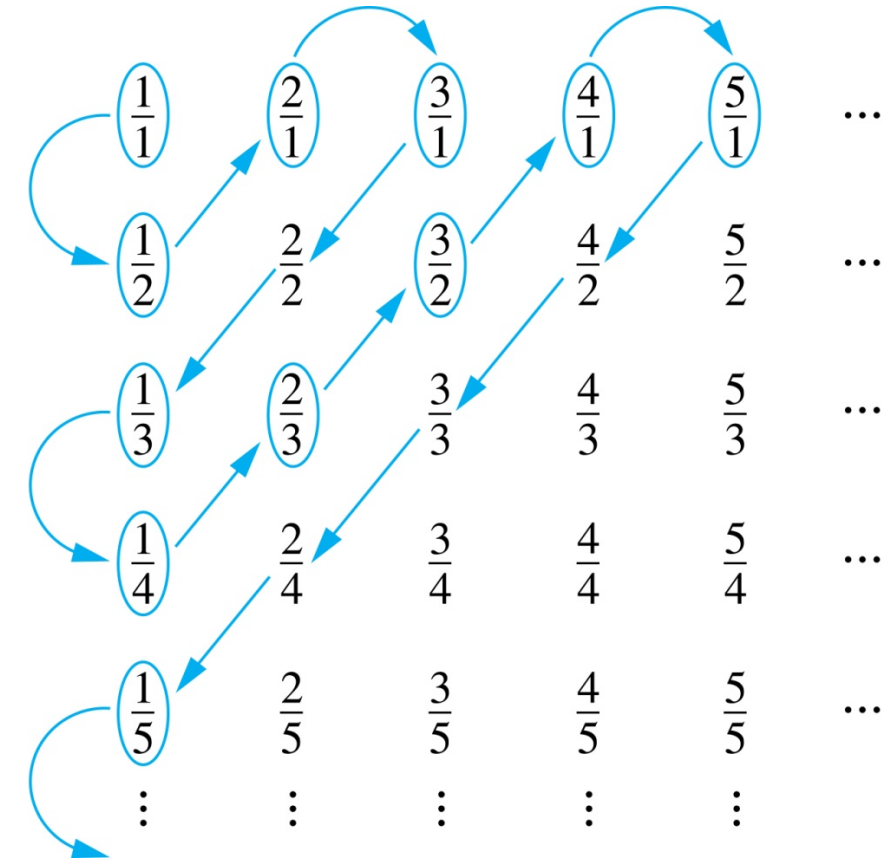 1/1 2/1 3/1 4/1 5/1 ...
1/2 2/2 3/2 4/2 5/2 ...
1/3 2/3 3/3 4/3 5/3 ...
1/4 2/4 3/4 4/4 5/4 ...
1/5 2/5 3/5 4/5 5/5 ...
⋮ ⋮ ⋮ ⋮ ⋮